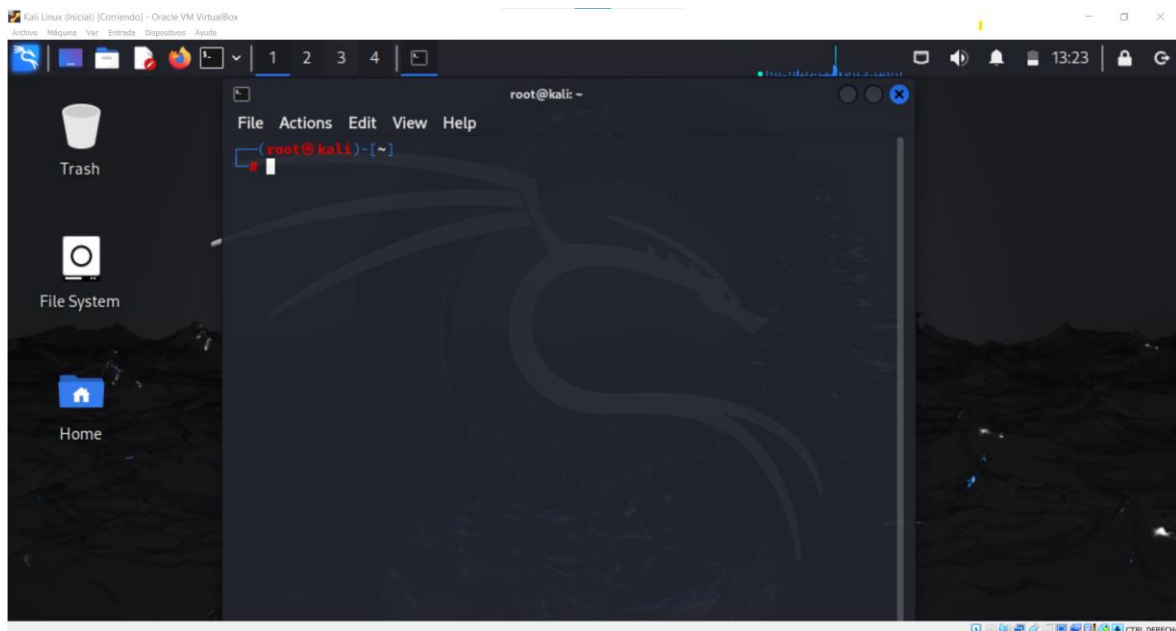 Kali Linux (Inicial) [Corriendo] - Oracle VM VirtualBox
Archivo Máquina Ver Entrada Dispositivos Ayuda
1 2 3 4 13:23
root@kali: ~
File Actions Edit View Help
(root㉿kali)-[~]
#
Trash
File System
Home
CTRL DERECHA